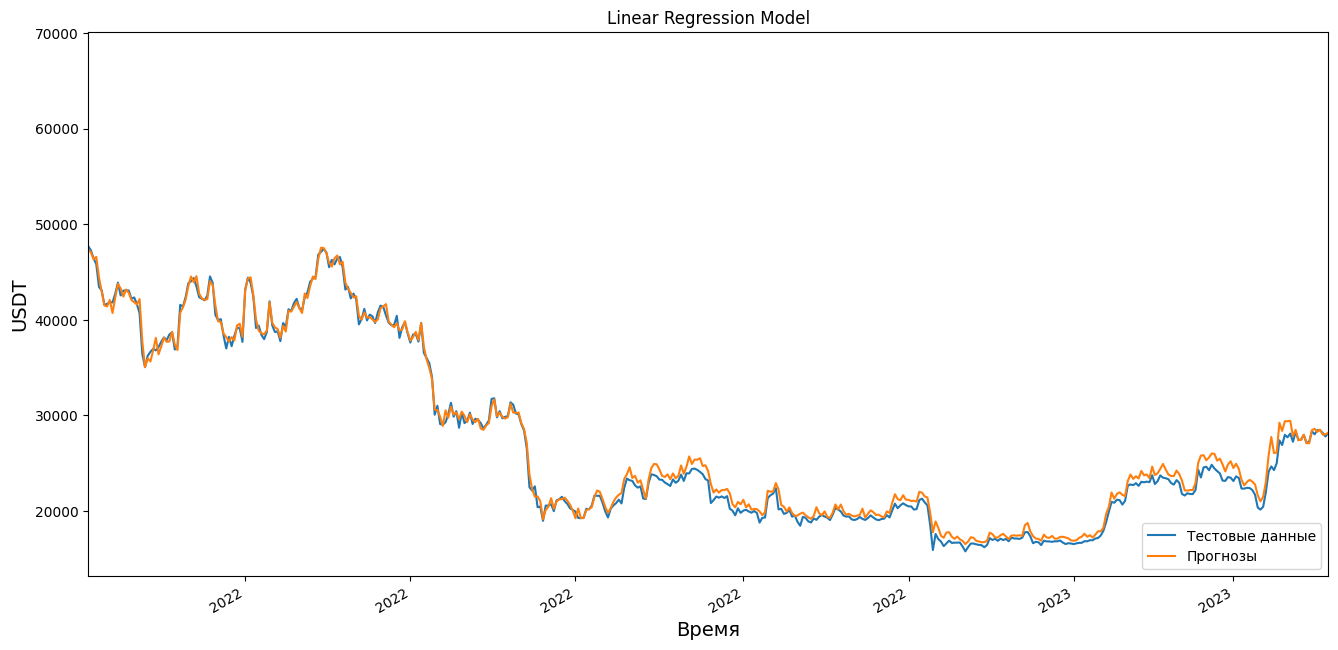 Linear Regression Model
70000
60000
50000
40000
30000
20000
USDT
2022
2022
2022
2022
2022
2023
2023
Время
Тестовые данные
Прогнозы